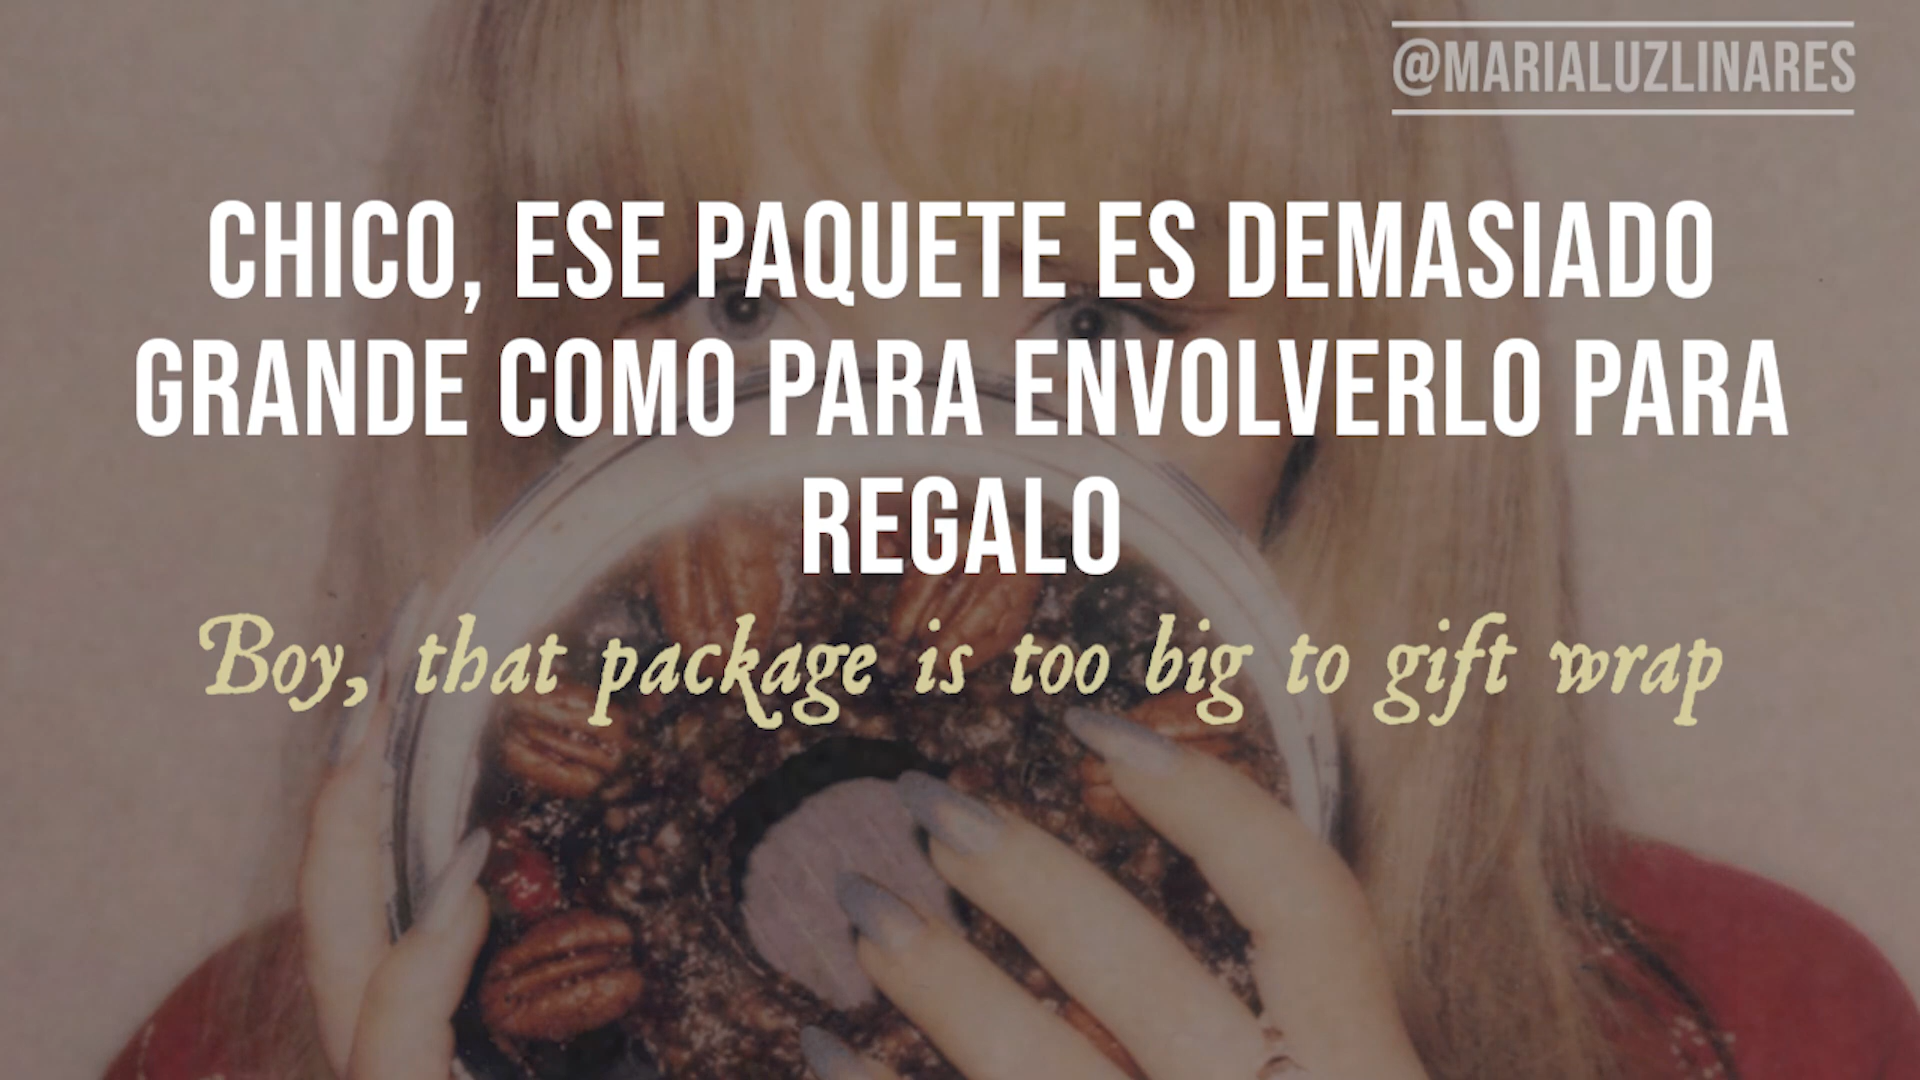 @MARIALUZLINARES
CHICO, ESE PAQUETE ES DEMASIADO
GRANDE COMO PARA ENVOLVERLO PARA
REGALO
Boy, that package is too big to gift wrap